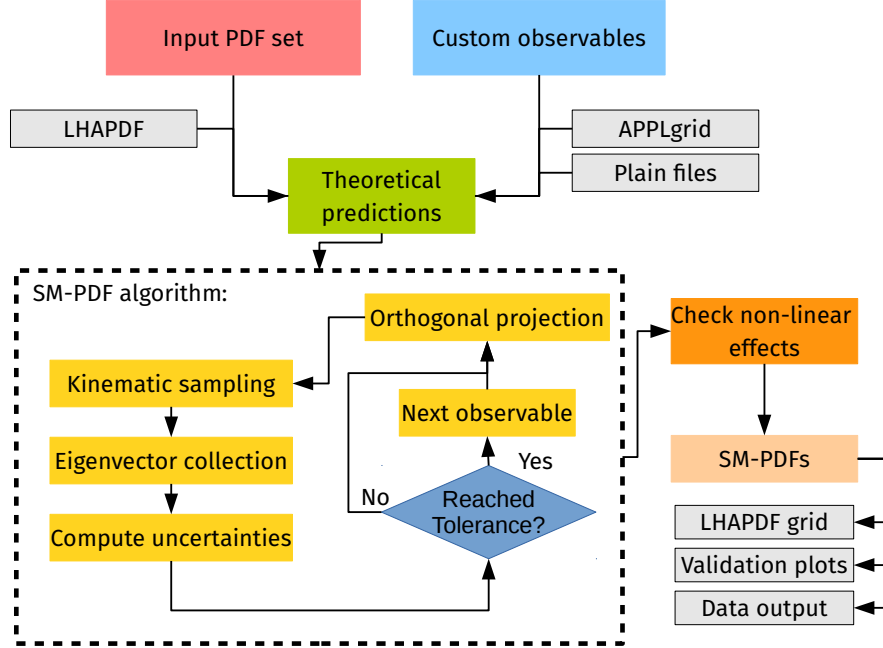 Input PDF set
Custom observables
LHAPDF
APPLgrid
Plain files
Theoretical
predictions
SM-PDF algorithm:
Orthogonal projection
Check non-linear
effects
Kinematic sampling
Next observable
Eigenvector collection
Yes
SM-PDFs
No
Reached
Tolerance?
Compute uncertainties
LHAPDF grid
Validation plots
Data output